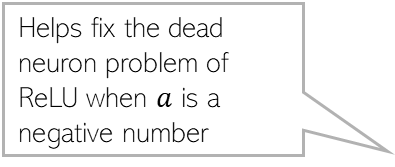 Helps fix the dead
neuron problem of
ReLU when a is a
negative number